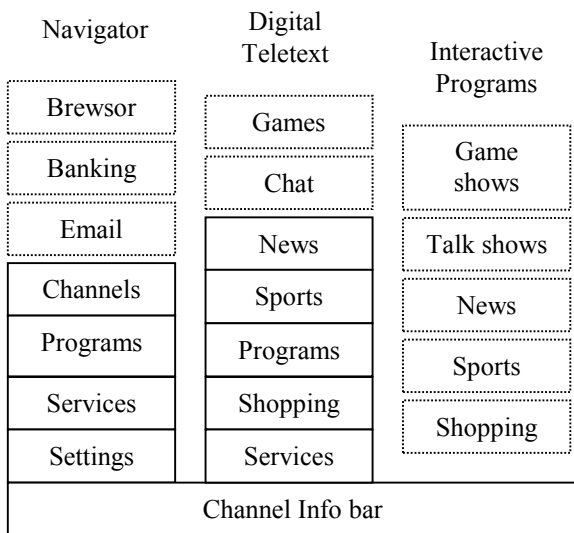 Navigator
Brewsor
Banking
Email
Channels
Programs
Services
Settings
Digital
Teletext
Games
Chat
News
Sports
Programs
Shopping
Services
Interactive
Programs
Game
shows
Talk shows
News
Sports
Shopping
Channel Info bar